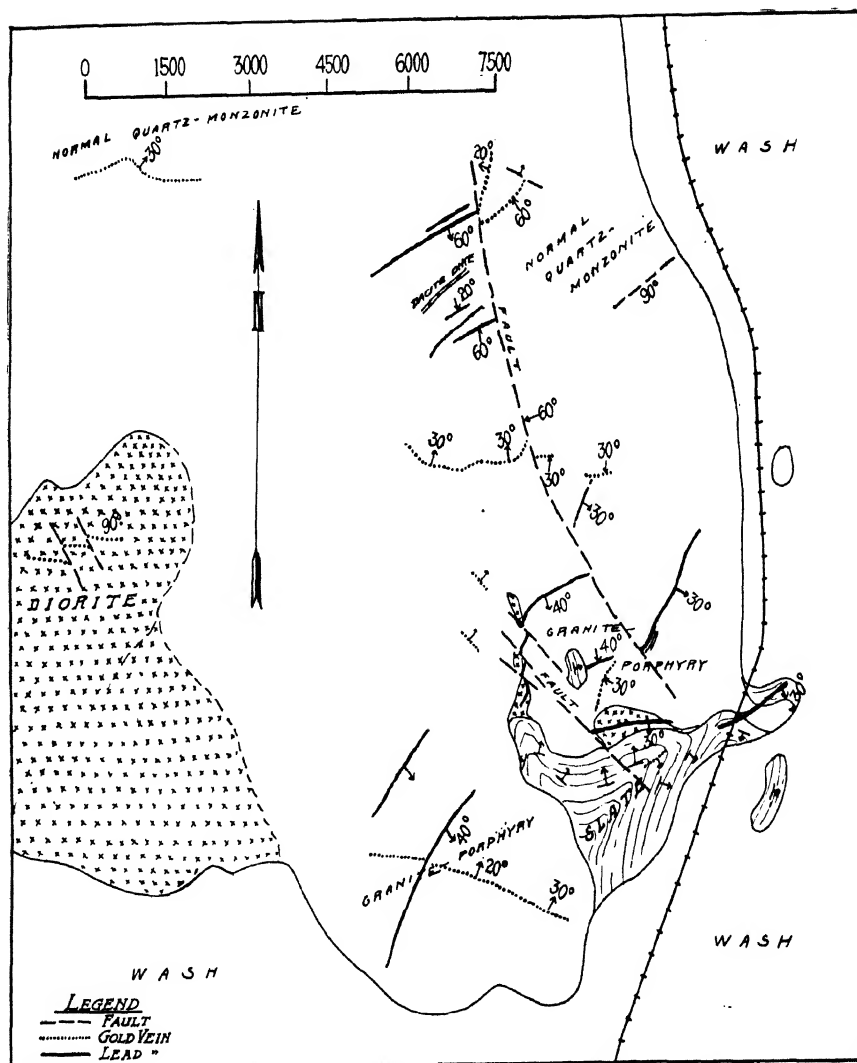 0 1500 3000 4500 6000 7500
NORMAL QUARTZ-MONZONITE
30°
WASH
20°
60°
60°
NORMAL
QUARTZ-
MONZONITE
DACITE DIKE
20°
90°
60°
FAULT
60°
30°
30°
30°
30°
30°
90°
DIORITE
40°
30°
GRANITE
40°
PORPHYRY
30°
FAULT
30°
SLATE
40°
GRANITE PORPHYRY
20°
30°
WASH
WASH
LEGEND
FAULT
GOLD VEIN
LEAD "